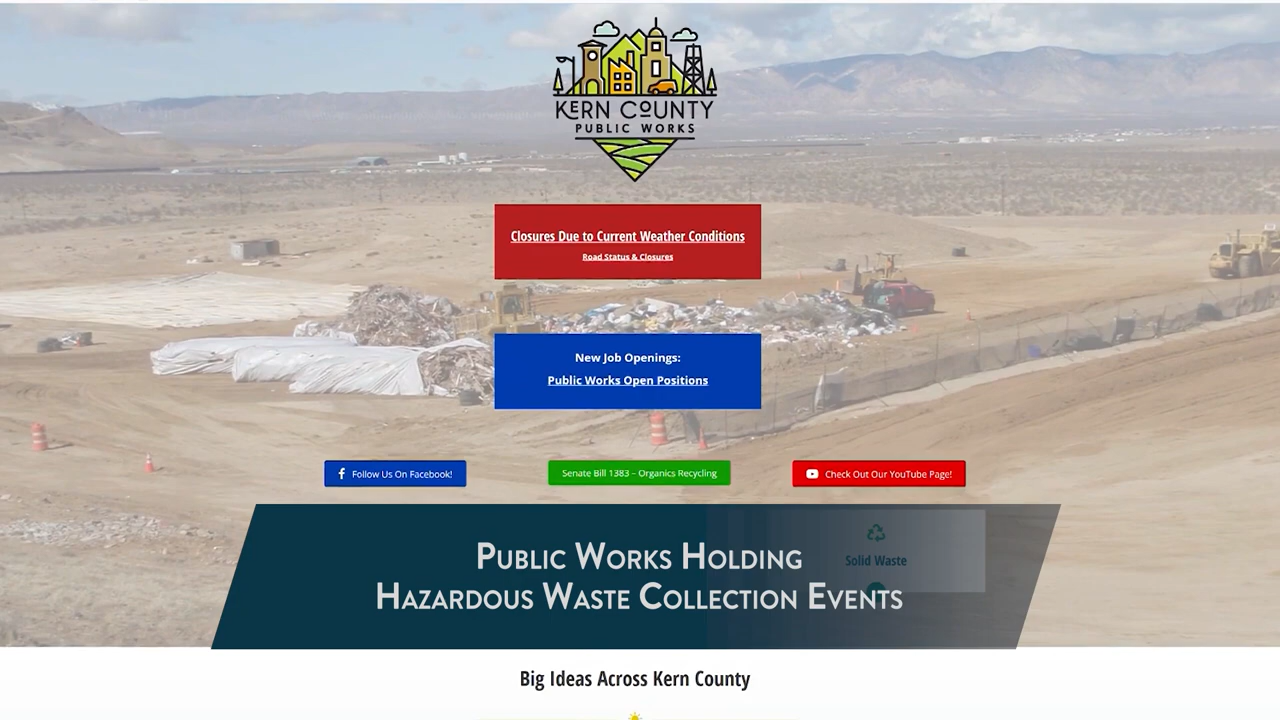 KERN COUNTY
PUBLIC WORKS
Closures Due to Current Weather Conditions
Road Status & Closures
New Job Openings:
Public Works Open Positions
Follow Us On Facebook!
Senate Bill 1383 – Organics Recycling
Check Out Our YouTube Page!
Solid Waste
Public Works Holding
Hazardous Waste Collection Events
Big Ideas Across Kern County